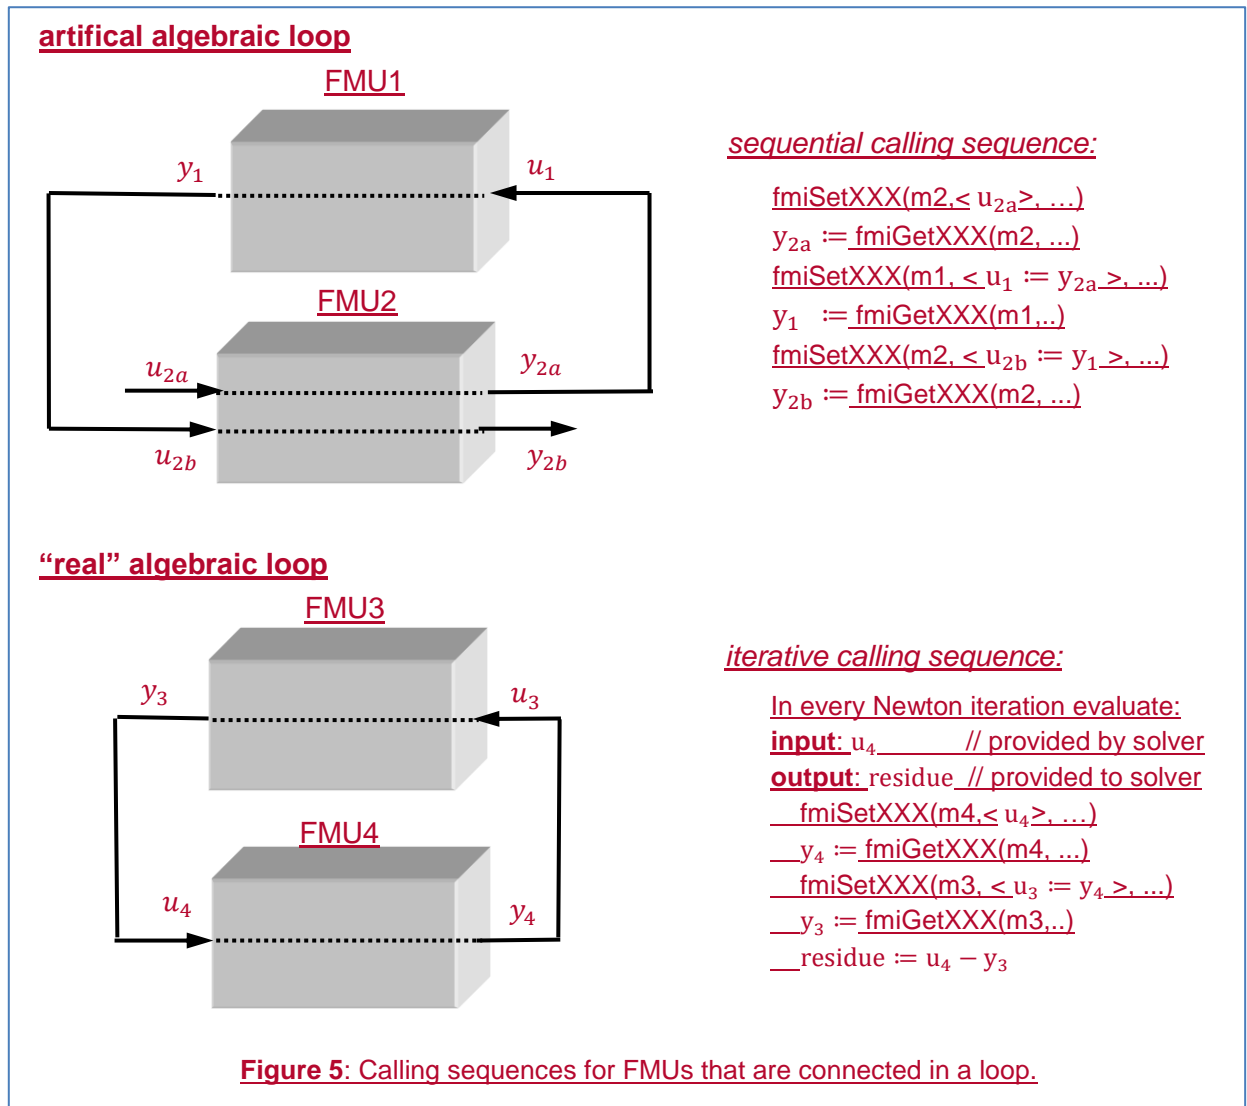 artifical algebraic loop
FMU1
y₁
u₁
FMU2
u₂ₐ
y₂ₐ
u₂b
y₂b
sequential calling sequence:
fmiSetXXX(m2,< u₂ₐ>, …)
y₂ₐ := fmiGetXXX(m2, ...)
fmiSetXXX(m1, < u₁ := y₂ₐ >, ...)
y₁ := fmiGetXXX(m1,..)
fmiSetXXX(m2, < u₂b := y₁ >, ...)
y₂b := fmiGetXXX(m2, ...)
“real” algebraic loop
FMU3
y₃
u₃
FMU4
u₄
y₄
iterative calling sequence:
In every Newton iteration evaluate:
input: u₄ // provided by solver
output: residue // provided to solver
fmiSetXXX(m4,< u₄>, …)
y₄ := fmiGetXXX(m4, ...)
fmiSetXXX(m3, < u₃ := y₄ >, ...)
y₃ := fmiGetXXX(m3,..)
residue := u₄ − y₃
Figure 5: Calling sequences for FMUs that are connected in a loop.